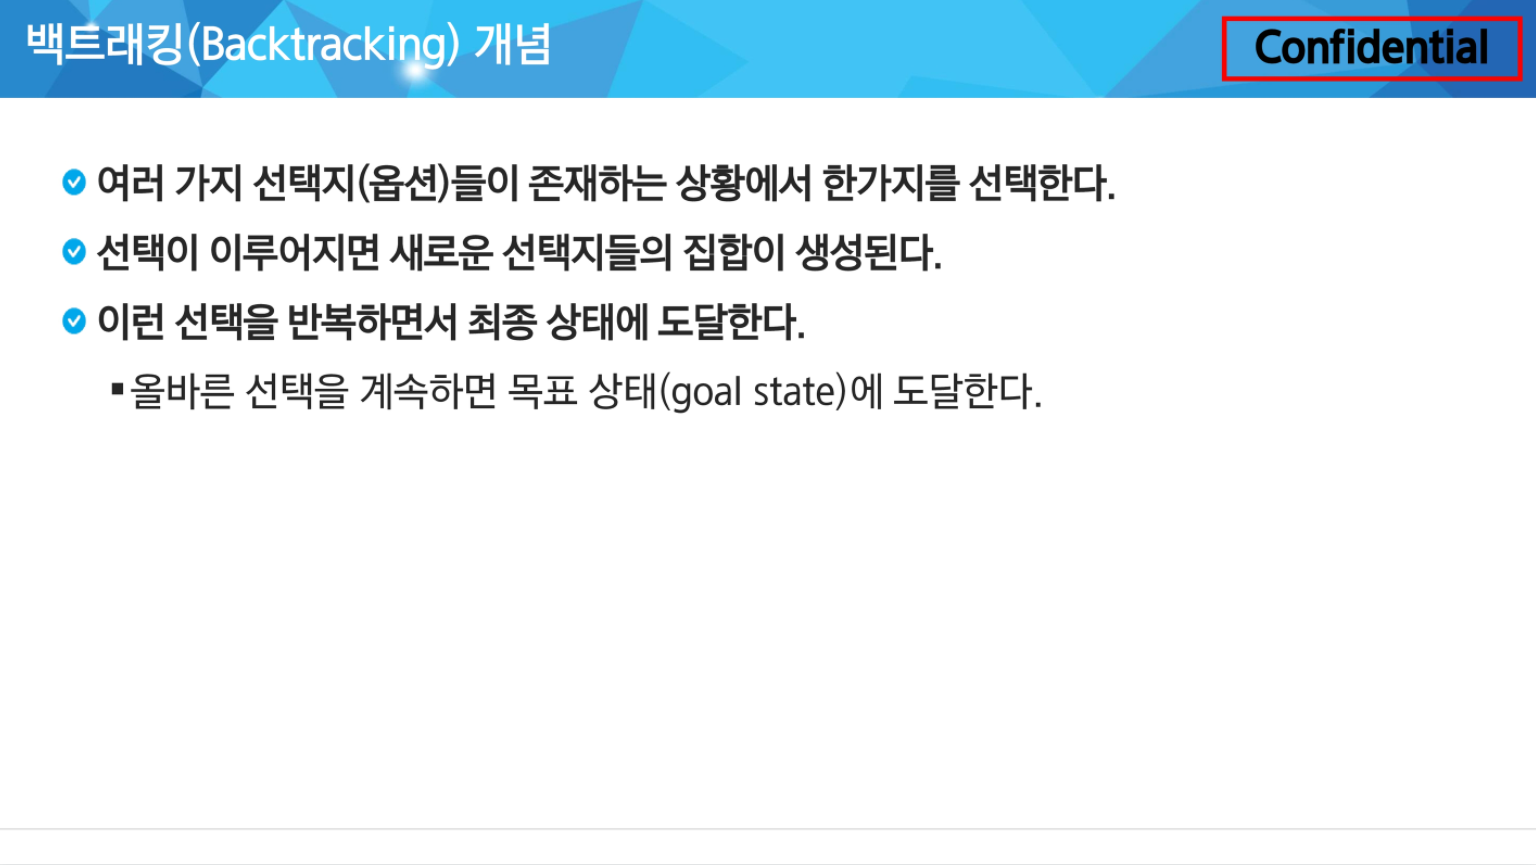 백트래킹(Backtracking) 개념
Confidential
여러 가지 선택지(옵션)들이 존재하는 상황에서 한가지를 선택한다.
선택이 이루어지면 새로운 선택지들의 집합이 생성된다.
이런 선택을 반복하면서 최종 상태에 도달한다.
▪올바른 선택을 계속하면 목표 상태(goal state)에 도달한다.